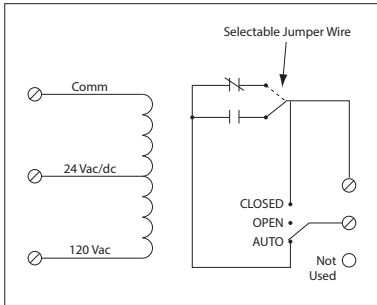 Selectable Jumper Wire
Comm
24 Vac/dc
120 Vac
CLOSED
OPEN
AUTO
Not
Used